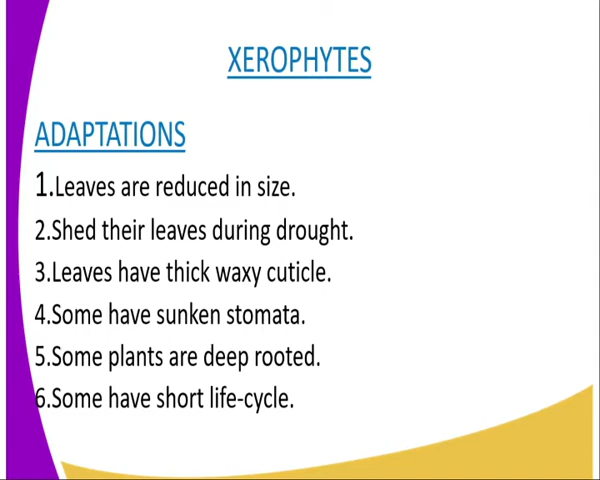 XEROPHYTES
ADAPTATIONS
1.Leaves are reduced in size.
2.Shed their leaves during drought.
3.Leaves have thick waxy cuticle.
4.Some have sunken stomata.
5.Some plants are deep rooted.
6.Some have short life-cycle.